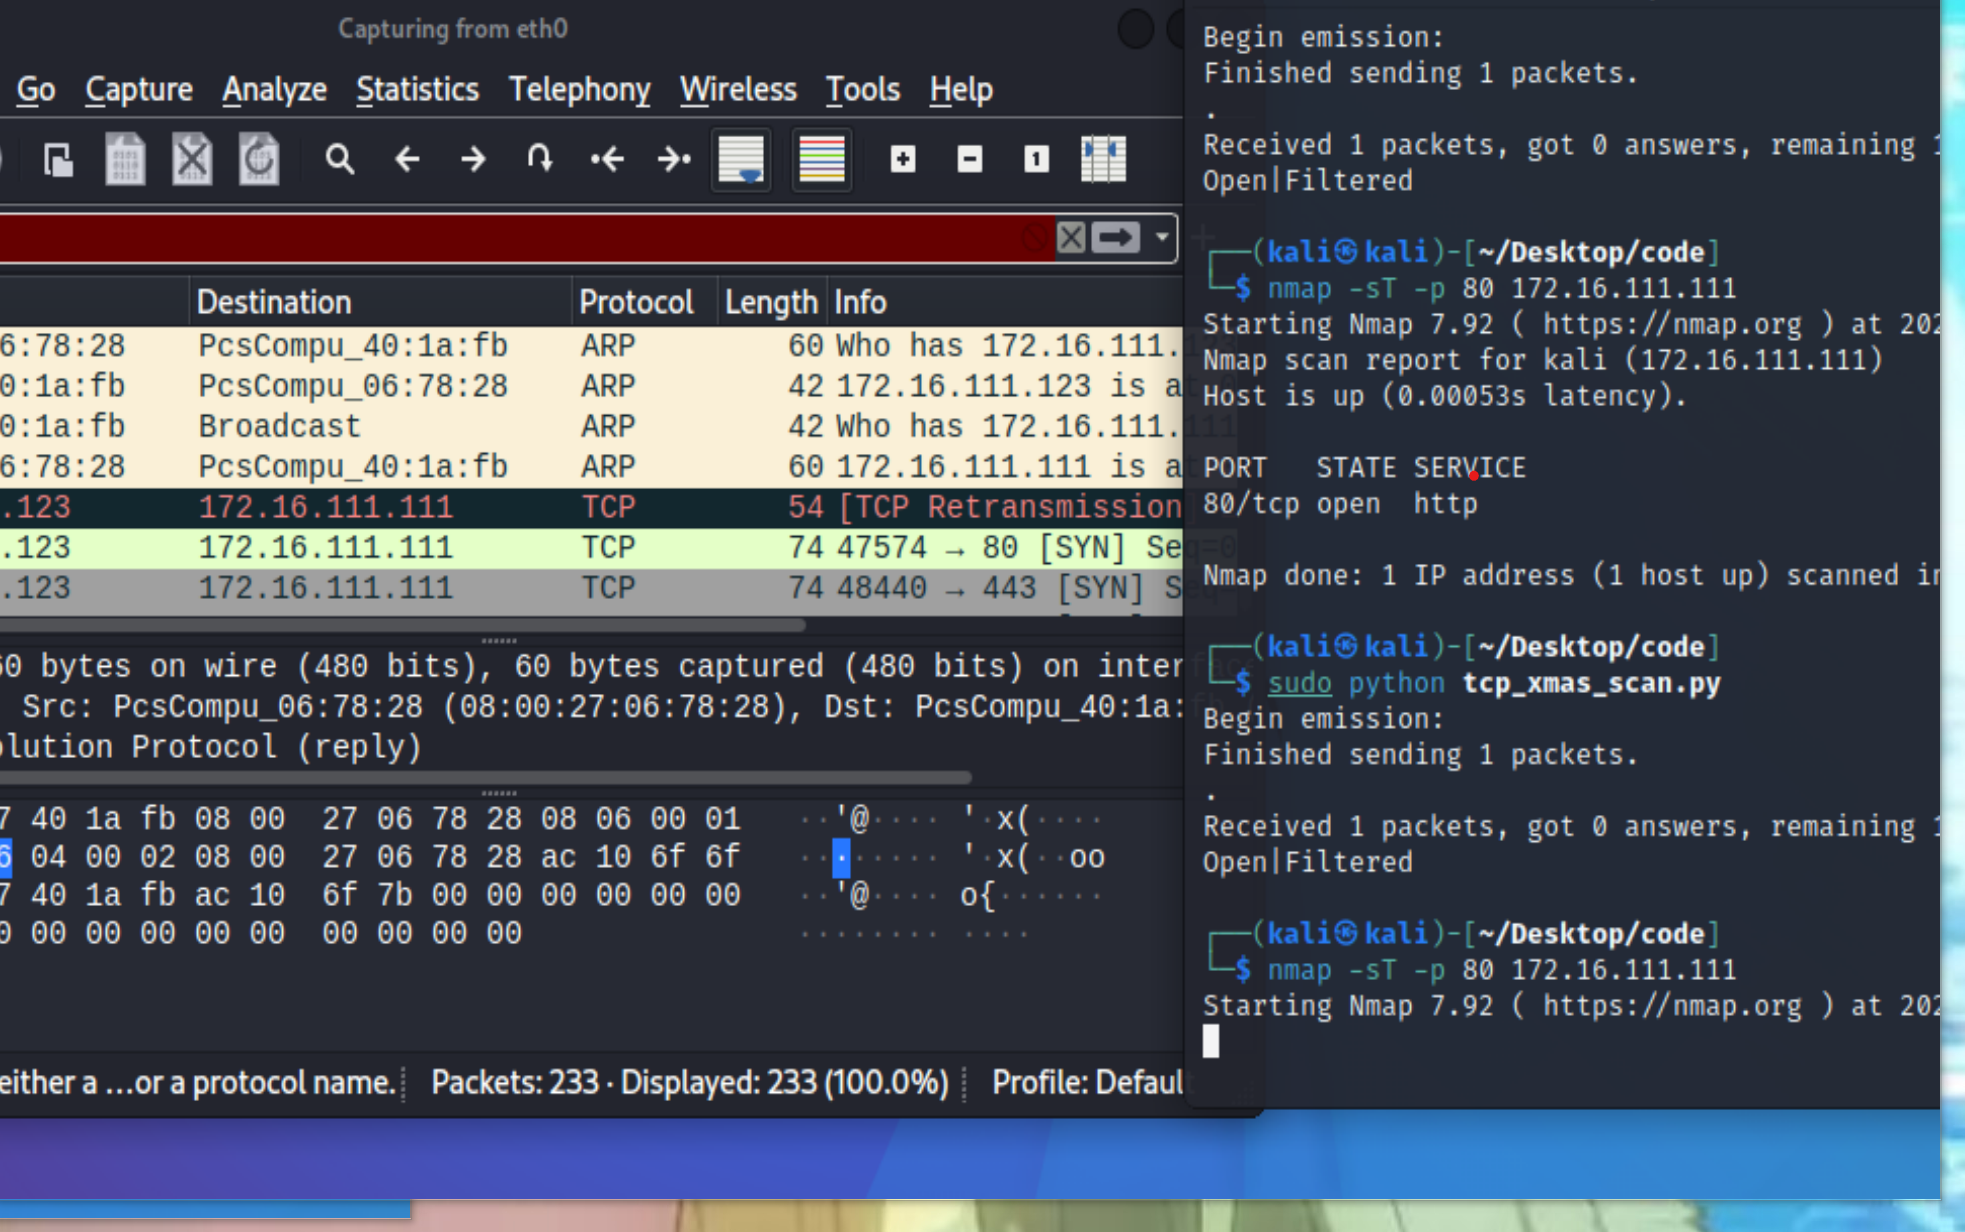 Capturing from eth0
Go Capture Analyze Statistics Telephony Wireless Tools Help
Destination Protocol Length Info
6:78:28 PcsCompu_40:1a:fb ARP 60 Who has 172.16.111.123
0:1a:fb PcsCompu_06:78:28 ARP 42 172.16.111.123 is at
0:1a:fb Broadcast ARP 42 Who has 172.16.111.111
6:78:28 PcsCompu_40:1a:fb ARP 60 172.16.111.111 is at
.123 172.16.111.111 TCP 54 [TCP Retransmission]
.123 172.16.111.111 TCP 74 47574 → 80 [SYN] Seq=0
.123 172.16.111.111 TCP 74 48440 → 443 [SYN] Seq=
60 bytes on wire (480 bits), 60 bytes captured (480 bits) on interface
Src: PcsCompu_06:78:28 (08:00:27:06:78:28), Dst: PcsCompu_40:1a:fb
olution Protocol (reply)
7 40 1a fb 08 00 27 06 78 28 08 06 00 01 ··'@···· '·x(····
6 04 00 02 08 00 27 06 78 28 ac 10 6f 6f ········ '·x(··oo
7 40 1a fb ac 10 6f 7b 00 00 00 00 00 00 ··'@···· o{······
0 00 00 00 00 00 00 00 00 00 ········ ····
either a …or a protocol name. Packets: 233 · Displayed: 233 (100.0%) Profile: Default
Begin emission:
Finished sending 1 packets.
.
Received 1 packets, got 0 answers, remaining 1
Open|Filtered
┌──(kali㉿kali)-[~/Desktop/code]
└─$ nmap -sT -p 80 172.16.111.111
Starting Nmap 7.92 ( https://nmap.org ) at 202
Nmap scan report for kali (172.16.111.111)
Host is up (0.00053s latency).
PORT STATE SERVICE
80/tcp open http
Nmap done: 1 IP address (1 host up) scanned in
┌──(kali㉿kali)-[~/Desktop/code]
└─$ sudo python tcp_xmas_scan.py
Begin emission:
Finished sending 1 packets.
.
Received 1 packets, got 0 answers, remaining 1
Open|Filtered
┌──(kali㉿kali)-[~/Desktop/code]
└─$ nmap -sT -p 80 172.16.111.111
Starting Nmap 7.92 ( https://nmap.org ) at 202